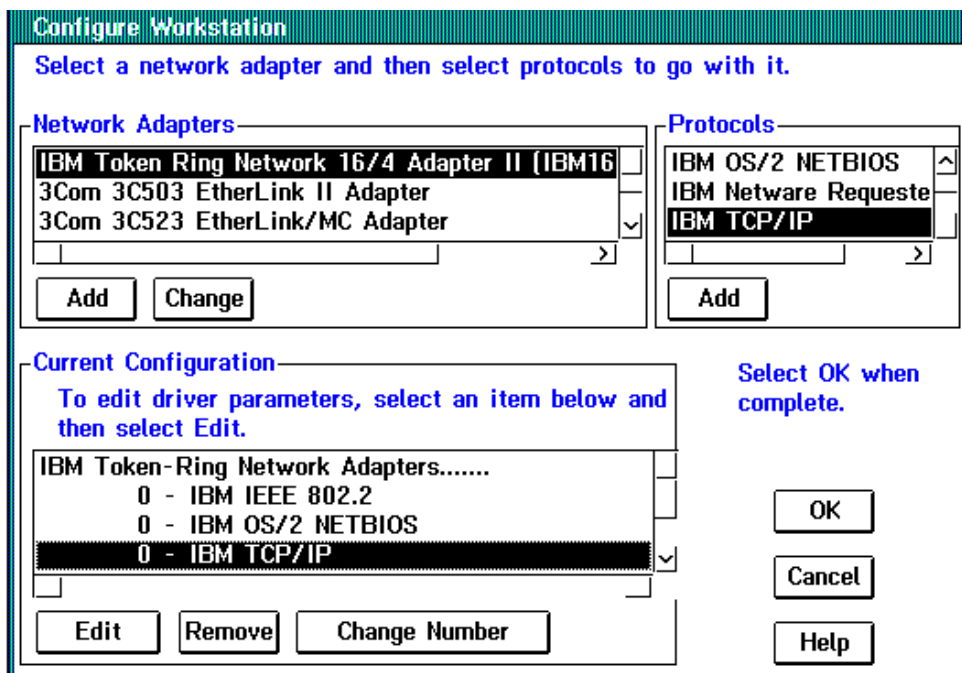 Configure Workstation
Select a network adapter and then select protocols to go with it.
Network Adapters
IBM Token Ring Network 16/4 Adapter II (IBM16
3Com 3C503 EtherLink II Adapter
3Com 3C523 EtherLink/MC Adapter
Add
Change
Protocols
IBM OS/2 NETBIOS
IBM Netware Requeste
IBM TCP/IP
Add
Current Configuration
To edit driver parameters, select an item below and
then select Edit.
IBM Token-Ring Network Adapters.......
0 - IBM IEEE 802.2
0 - IBM OS/2 NETBIOS
0 - IBM TCP/IP
Edit
Remove
Change Number
Select OK when
complete.
OK
Cancel
Help